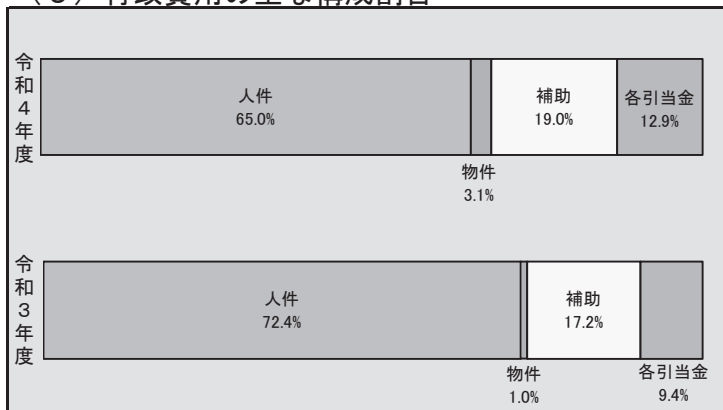 （3）行政費用の主な構成割合
令和4年度
人件
65.0%
物件
3.1%
補助
19.0%
各引当金
12.9%
令和3年度
人件
72.4%
物件
1.0%
補助
17.2%
各引当金
9.4%